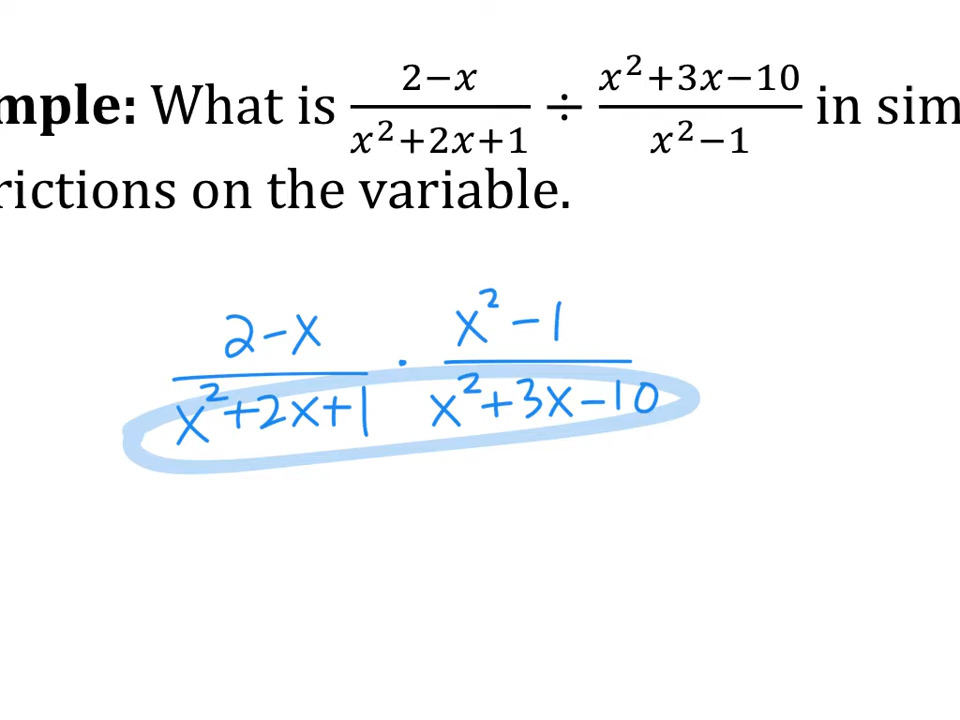 mple: What is (2−x)/(x²+2x+1) ÷ (x²+3x−10)/(x²−1) in sim
rictions on the variable.
(2-x)/(x²+2x+1) · (x²-1)/(x²+3x-10)